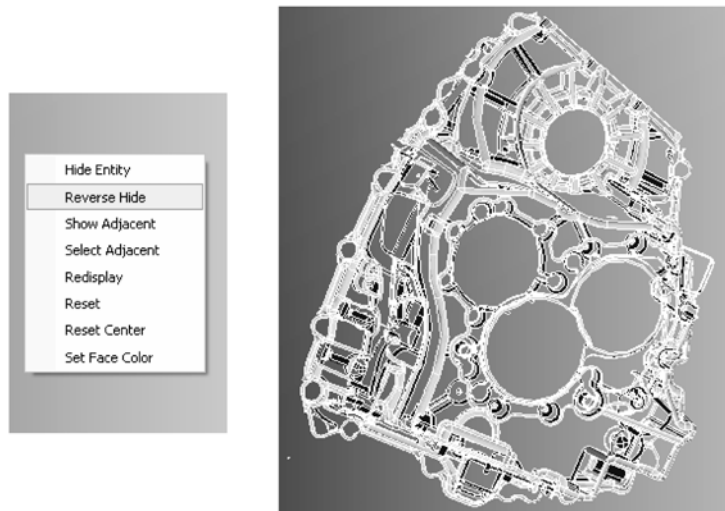 Hide Entity
Reverse Hide
Show Adjacent
Select Adjacent
Redisplay
Reset
Reset Center
Set Face Color